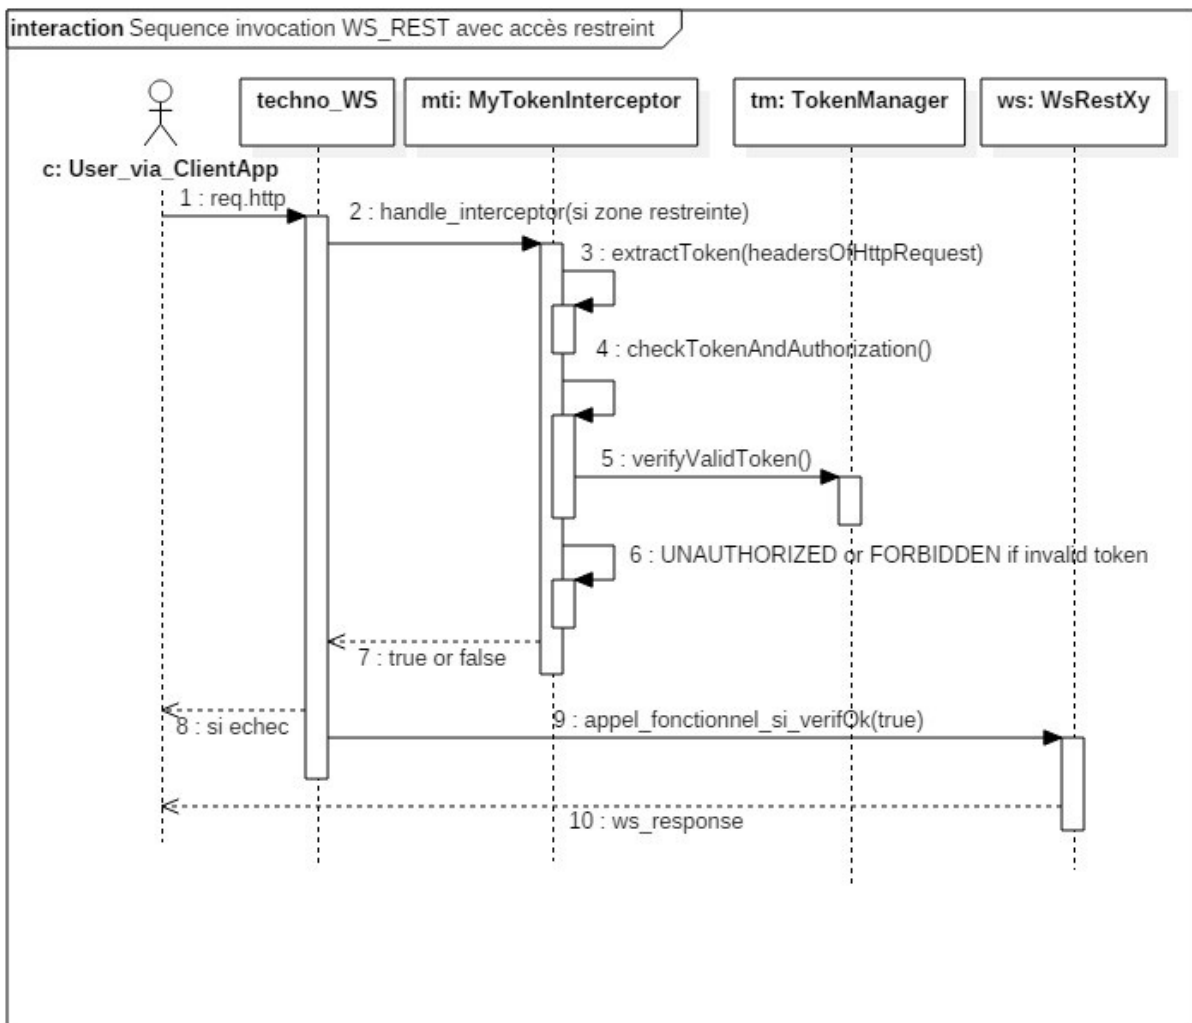 interaction Sequence invocation WS_REST avec accès restreint
techno_WS
mti: MyTokenInterceptor
tm: TokenManager
ws: WsRestXy
c: User_via_ClientApp
1 : req.http
2 : handle_interceptor(si zone restreinte)
3 : extractToken(headersOfHttpRequest)
4 : checkTokenAndAuthorization()
5 : verifyValidToken()
6 : UNAUTHORIZED or FORBIDDEN if invalid token
7 : true or false
8 : si echec
9 : appel_fonctionnel_si_verifOk(true)
10 : ws_response